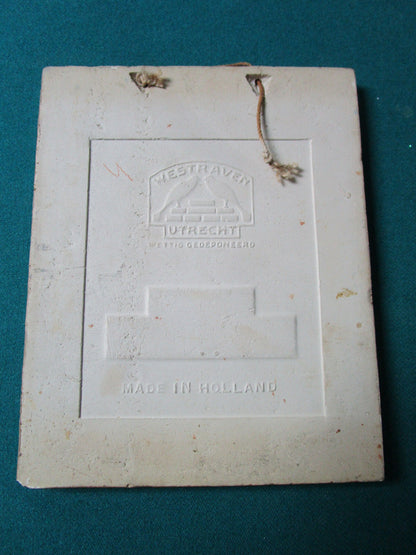 WESTRAVEN
UTRECHT
WETTIG GEDEPONEERD
MADE IN HOLLAND